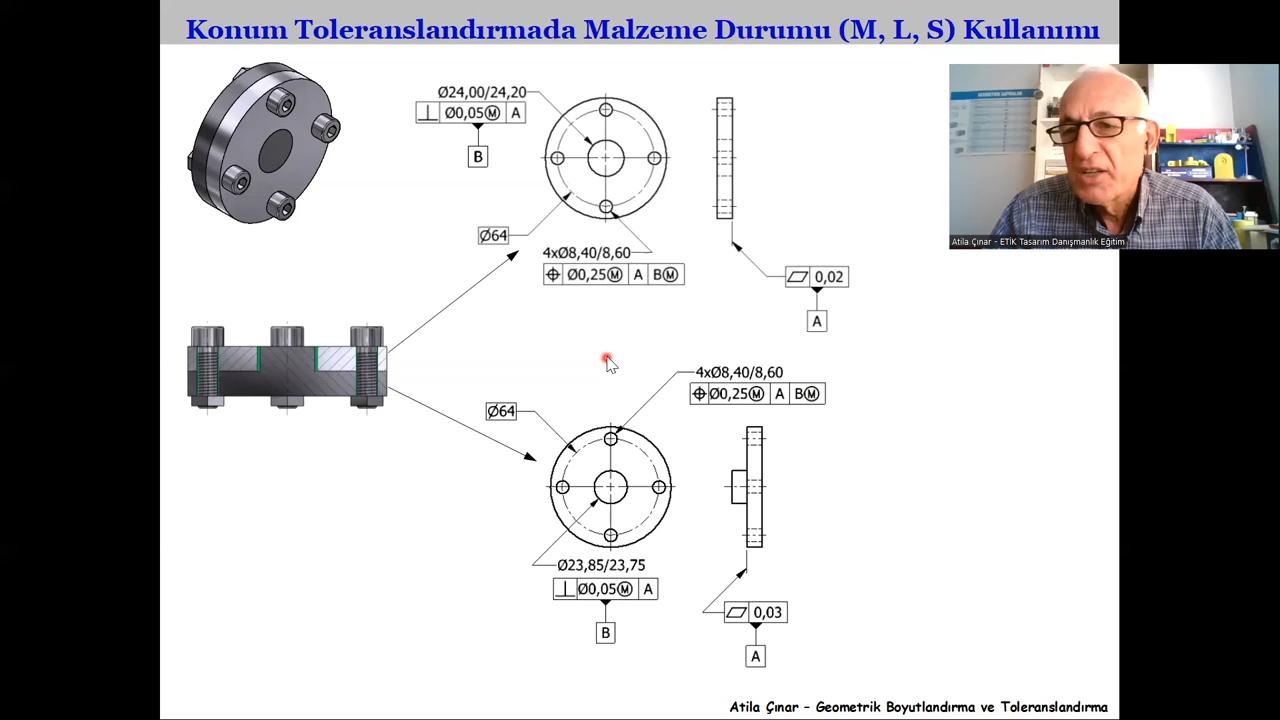 Konum Toleranslandırmada Malzeme Durumu (M, L, S) Kullanımı
Ø24,00/24,20
⊥ Ø0,05Ⓜ A
B
Ø64
4xØ8,40/8,60
⌖ Ø0,25Ⓜ A BⓂ
⏥ 0,02
A
Atila Çınar - ETİK Tasarım Danışmanlık Eğitim
4xØ8,40/8,60
⌖ Ø0,25Ⓜ A BⓂ
Ø64
Ø23,85/23,75
⊥ Ø0,05Ⓜ A
B
⏥ 0,03
A
Atila Çınar – Geometrik Boyutlandırma ve Toleranslandırma